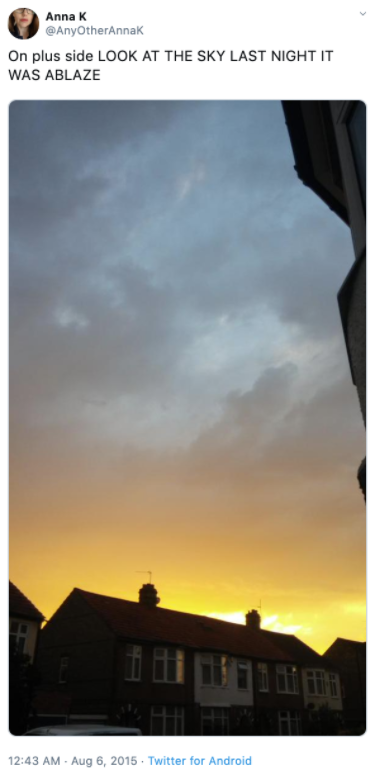 Anna K
@AnyOtherAnnaK
On plus side LOOK AT THE SKY LAST NIGHT IT
WAS ABLAZE
12:43 AM · Aug 6, 2015 · Twitter for Android